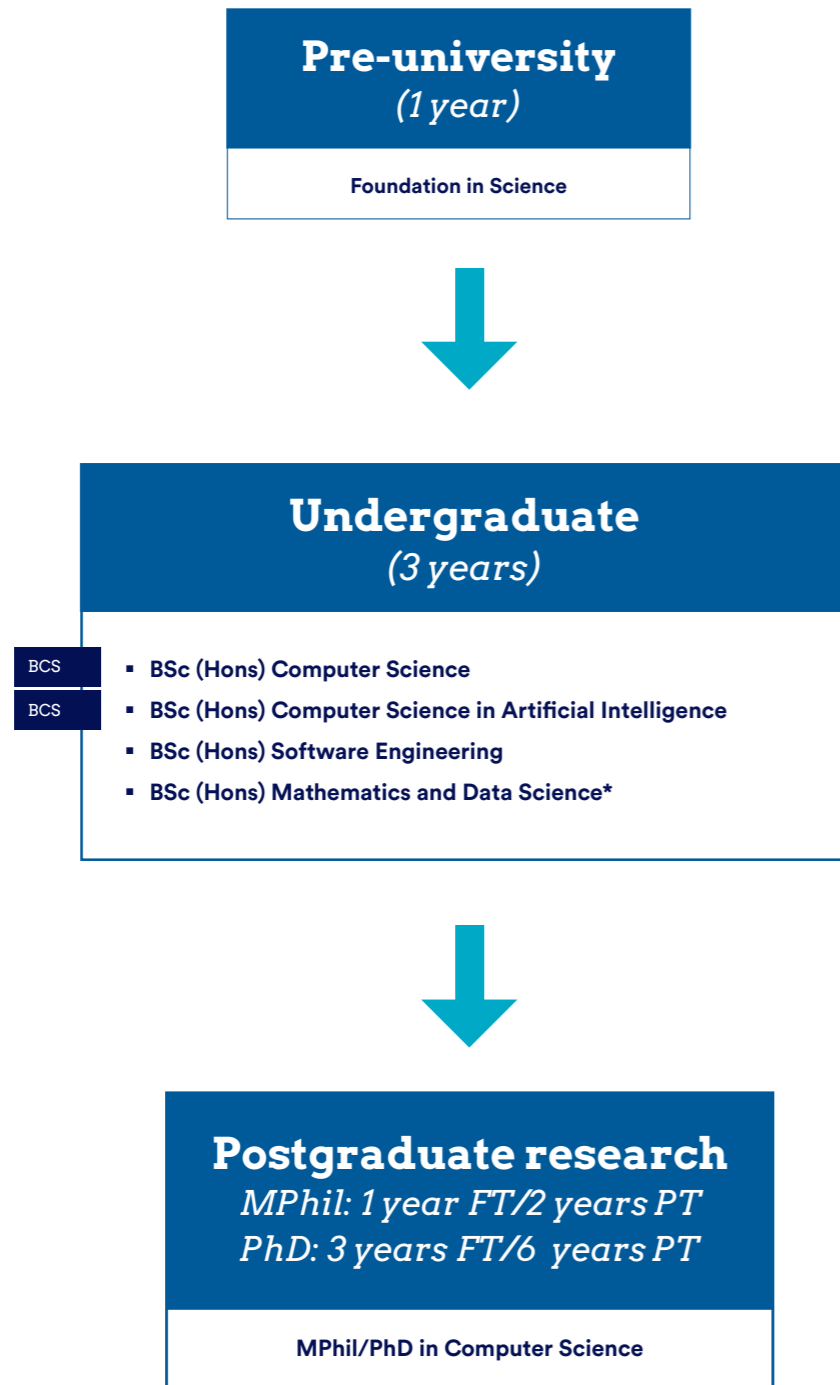 Pre-university
(1 year)
Foundation in Science
Undergraduate
(3 years)
BCS ▪ BSc (Hons) Computer Science
BCS ▪ BSc (Hons) Computer Science in Artificial Intelligence
▪ BSc (Hons) Software Engineering
▪ BSc (Hons) Mathematics and Data Science*
Postgraduate research
MPhil: 1 year FT/2 years PT
PhD: 3 years FT/6 years PT
MPhil/PhD in Computer Science